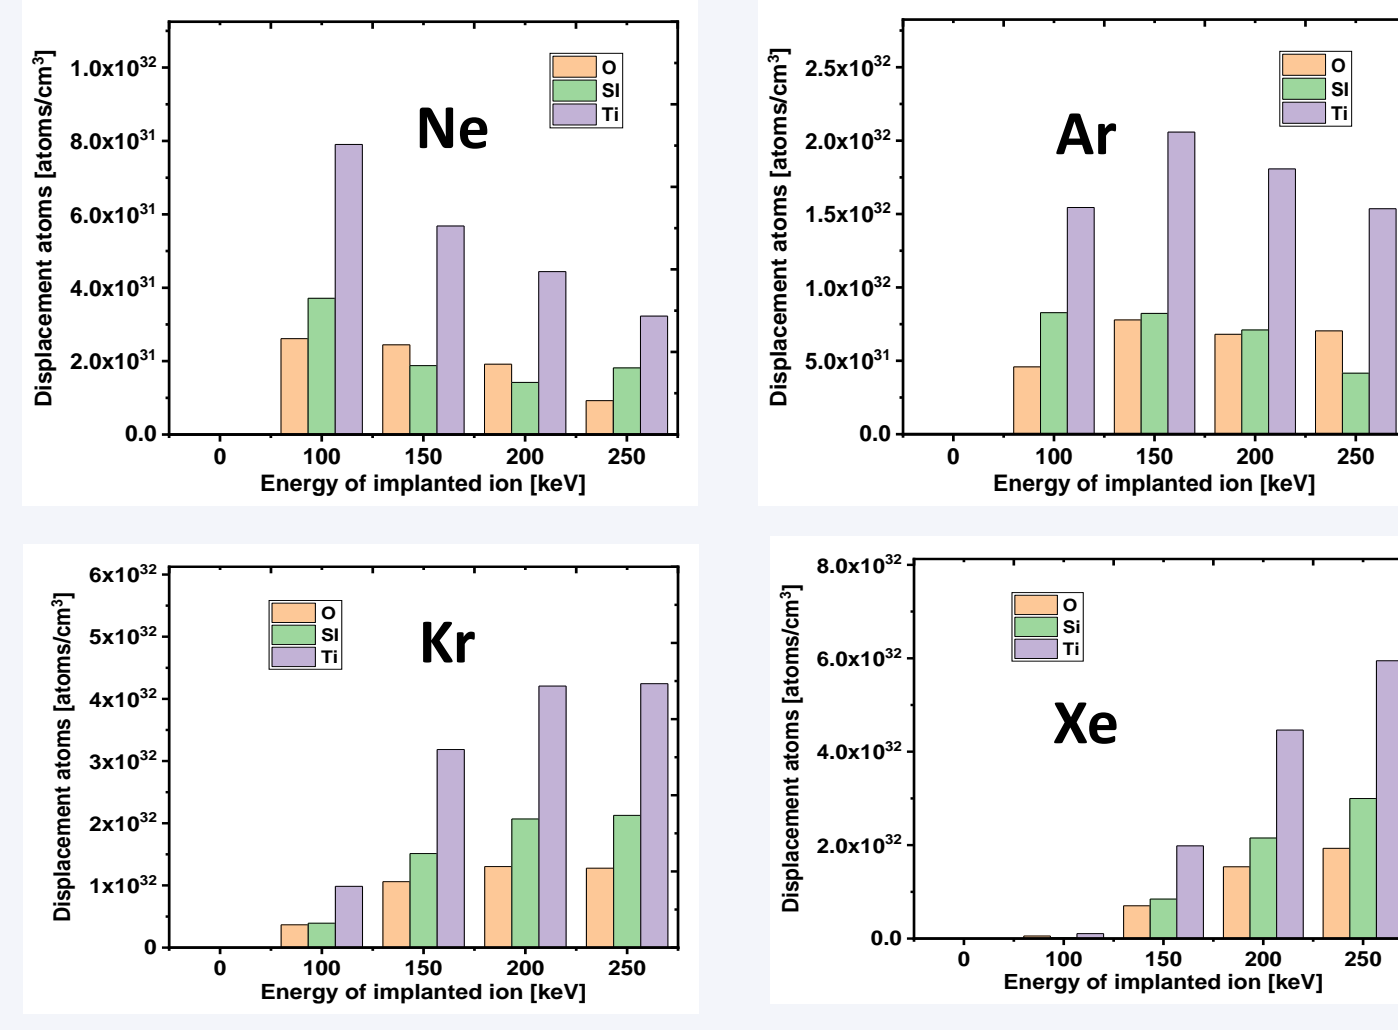 Displacement atoms [atoms/cm³]
1.0x10³²
8.0x10³¹
6.0x10³¹
4.0x10³¹
2.0x10³¹
0.0
Ne
O
SI
Ti
0 100 150 200 250
Energy of implanted ion [keV]
Displacement atoms [atoms/cm³]
2.5x10³²
2.0x10³²
1.5x10³²
1.0x10³²
5.0x10³¹
0.0
Ar
O
SI
Ti
0 100 150 200 250
Energy of implanted ion [keV]
Displacement atoms [atoms/cm³]
6x10³²
5x10³²
4x10³²
3x10³²
2x10³²
1x10³²
0
O
SI
Ti
Kr
0 100 150 200 250
Energy of implanted ion [keV]
Displacement atoms [atoms/cm³]
8.0x10³²
6.0x10³²
4.0x10³²
2.0x10³²
0.0
O
Si
Ti
Xe
0 100 150 200 250
Energy of implanted ion [keV]